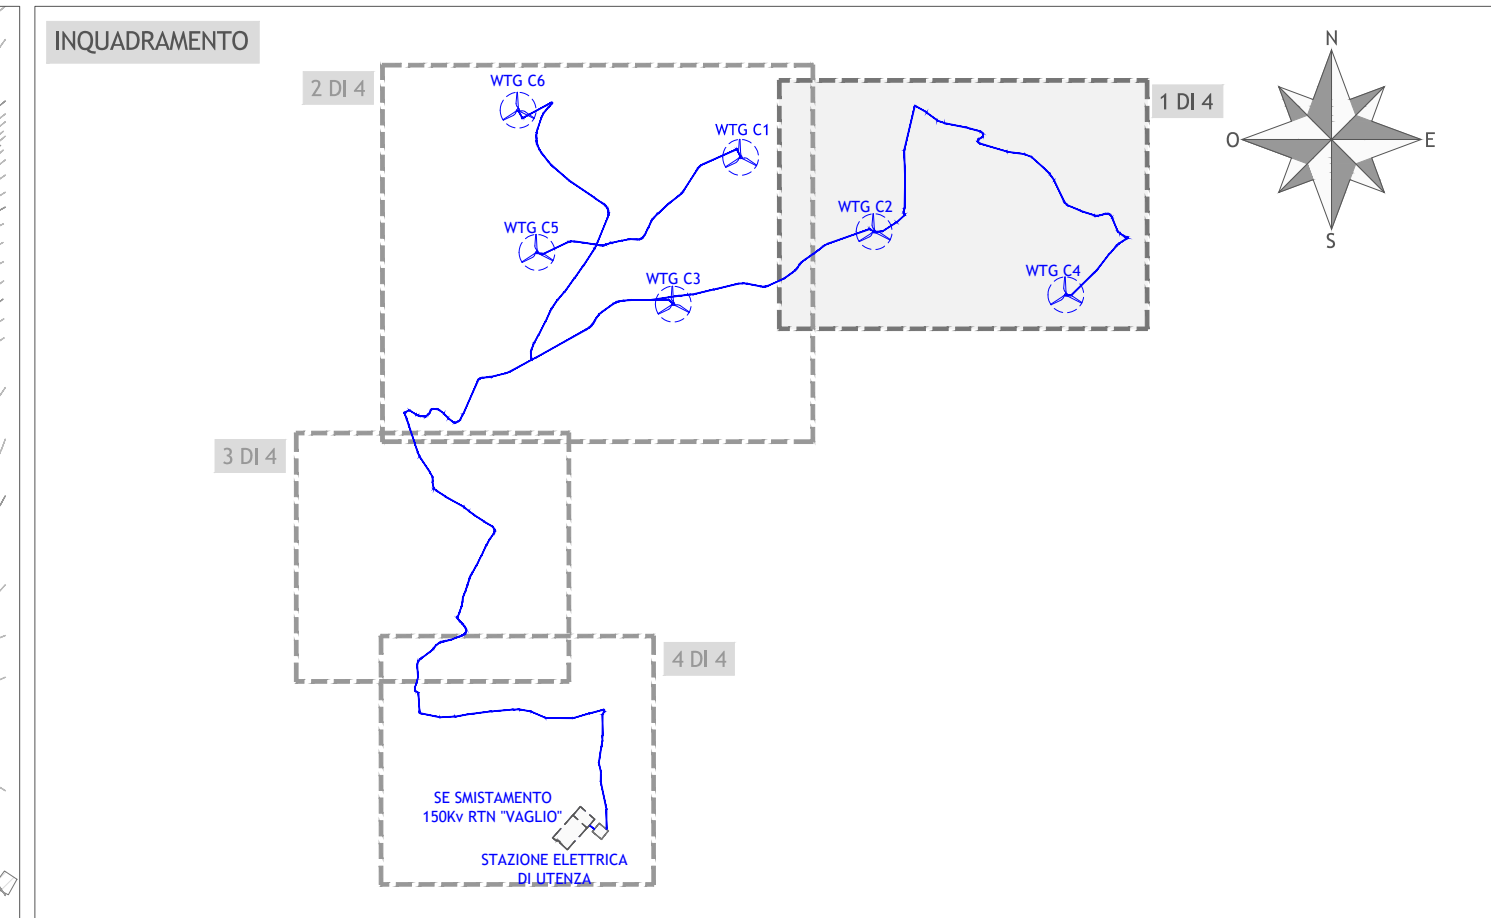 INQUADRAMENTO
N
2 DI 4
WTG C6
1 DI 4
WTG C1
O
E
WTG C2
WTG C5
S
WTG C3
WTG C4
3 DI 4
4 DI 4
SE SMISTAMENTO
150Kv RTN "VAGLIO"
STAZIONE ELETTRICA
DI UTENZA